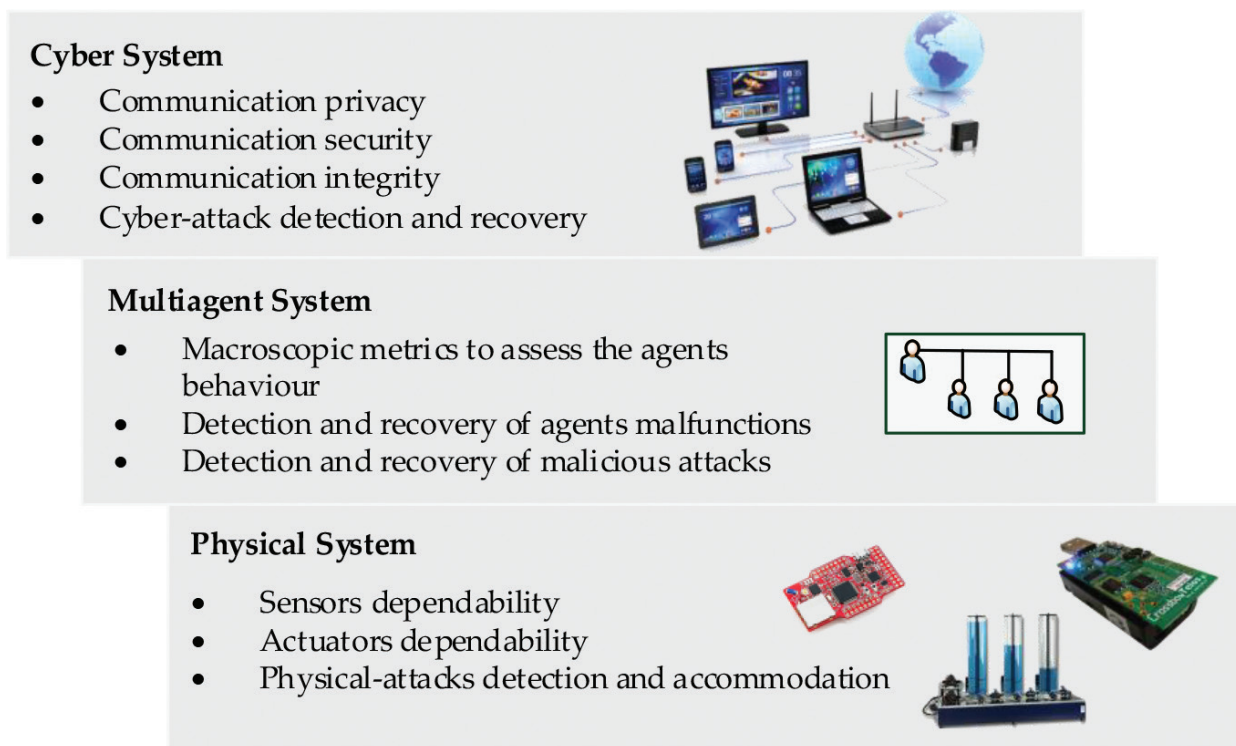 Cyber System
• Communication privacy
• Communication security
• Communication integrity
• Cyber-attack detection and recovery
Multiagent System
• Macroscopic metrics to assess the agents
behaviour
• Detection and recovery of agents malfunctions
• Detection and recovery of malicious attacks
Physical System
• Sensors dependability
• Actuators dependability
• Physical-attacks detection and accommodation